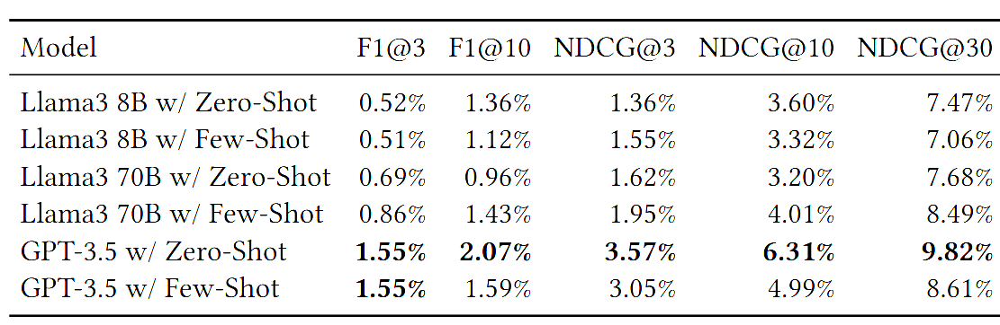 Model F1@3 F1@10 NDCG@3 NDCG@10 NDCG@30
Llama3 8B w/ Zero-Shot 0.52% 1.36% 1.36% 3.60% 7.47%
Llama3 8B w/ Few-Shot 0.51% 1.12% 1.55% 3.32% 7.06%
Llama3 70B w/ Zero-Shot 0.69% 0.96% 1.62% 3.20% 7.68%
Llama3 70B w/ Few-Shot 0.86% 1.43% 1.95% 4.01% 8.49%
GPT-3.5 w/ Zero-Shot 1.55% 2.07% 3.57% 6.31% 9.82%
GPT-3.5 w/ Few-Shot 1.55% 1.59% 3.05% 4.99% 8.61%